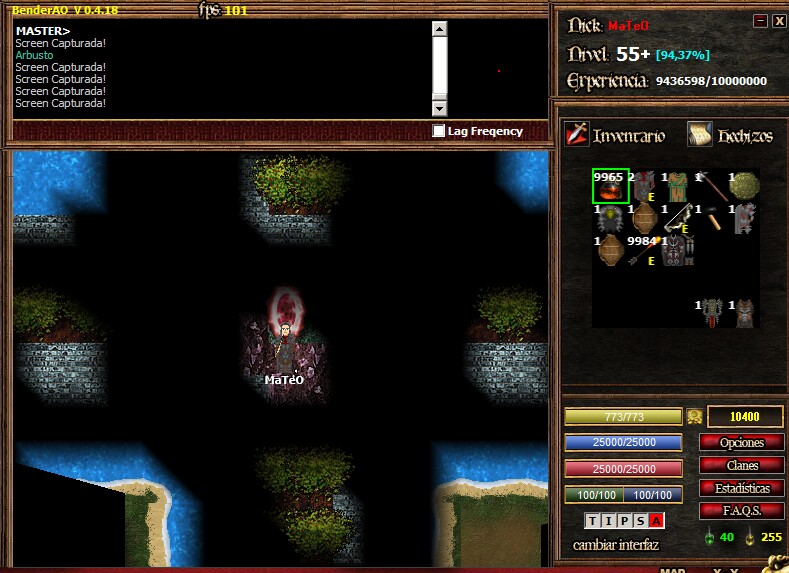 BenderAO V 0.4.18
fps 101
MASTER>
Screen Capturada!
Arbusto
Screen Capturada!
Screen Capturada!
Screen Capturada!
Screen Capturada!
Lag Freqency
Nick: MaTeO
Nivel: 55+ [94,37%]
Experiencia: 9436598/10000000
Inventario
Hechizos
9965 2 1 1 1
E
1 1 1 1 1
E
1 9984 1
E
1 1
MaTeO
773/773
10400
25000/25000
Opciones
25000/25000
Clanes
100/100 100/100
Estadísticas
F.A.Q.S.
T I P S A
40 255
cambiar interfaz